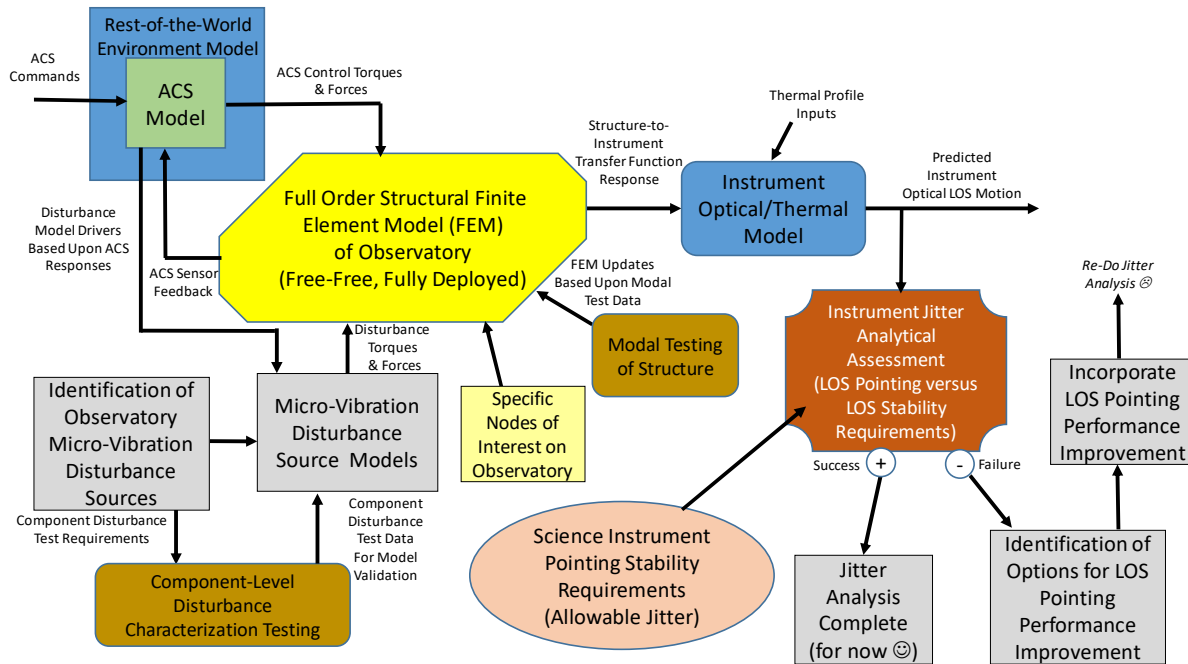 Rest-of-the-World
Environment Model
ACS
Commands
ACS
Model
ACS Control Torques
& Forces
Thermal Profile
Inputs
Structure-to-
Instrument
Transfer Function
Response
Instrument
Optical/Thermal
Model
Predicted
Instrument
Optical LOS Motion
Full Order Structural Finite
Element Model (FEM)
of Observatory
(Free-Free, Fully Deployed)
Disturbance
Model Drivers
Based Upon ACS
Responses
ACS Sensor
Feedback
FEM Updates
Based Upon Modal
Test Data
Re-Do Jitter
Analysis ☹
Instrument Jitter
Analytical
Assessment
(LOS Pointing versus
LOS Stability
Requirements)
Modal Testing
of Structure
Disturbance
Torques
& Forces
Identification of
Observatory
Micro-Vibration
Disturbance
Sources
Micro-Vibration
Disturbance
Source Models
Specific
Nodes of
Interest on
Observatory
Incorporate
LOS Pointing
Performance
Improvement
Success
+
-
Failure
Component Disturbance
Test Requirements
Component
Disturbance
Test Data
For Model
Validation
Component-Level
Disturbance
Characterization Testing
Science Instrument
Pointing Stability
Requirements
(Allowable Jitter)
Jitter
Analysis
Complete
(for now ☺)
Identification of
Options for LOS
Pointing
Performance
Improvement